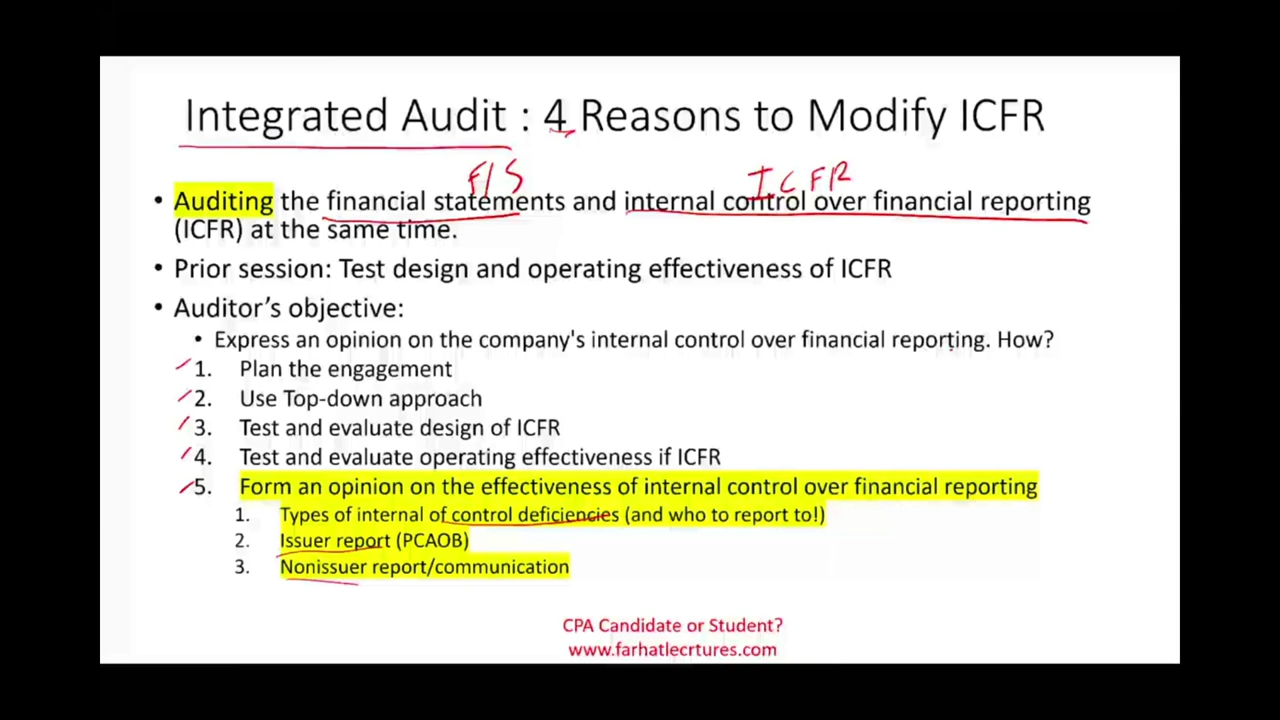 Integrated Audit : 4 Reasons to Modify ICFR
F/S
ICFR
• Auditing the financial statements and internal control over financial reporting
(ICFR) at the same time.
• Prior session: Test design and operating effectiveness of ICFR
• Auditor's objective:
• Express an opinion on the company's internal control over financial reporting. How?
1. Plan the engagement
2. Use Top-down approach
3. Test and evaluate design of ICFR
4. Test and evaluate operating effectiveness if ICFR
5. Form an opinion on the effectiveness of internal control over financial reporting
1. Types of internal of control deficiencies (and who to report to!)
2. Issuer report (PCAOB)
3. Nonissuer report/communication
CPA Candidate or Student?
www.farhatlecrtures.com